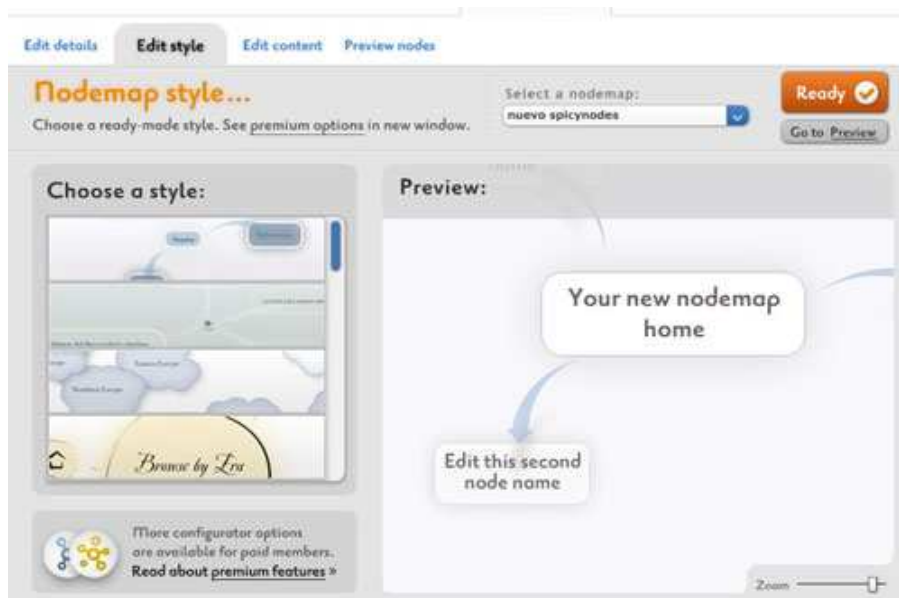 Edit details Edit style Edit content Preview nodes
Nodemap style...
Choose a ready-made style. See premium options in new window.
Select a nodemap:
nuevo spicynodes
Ready
Go to Preview
Choose a style:
Browse by Era
More configurator options
are available for paid members.
Read about premium features »
Preview:
Your new nodemap
home
Edit this second
node name
Zoom